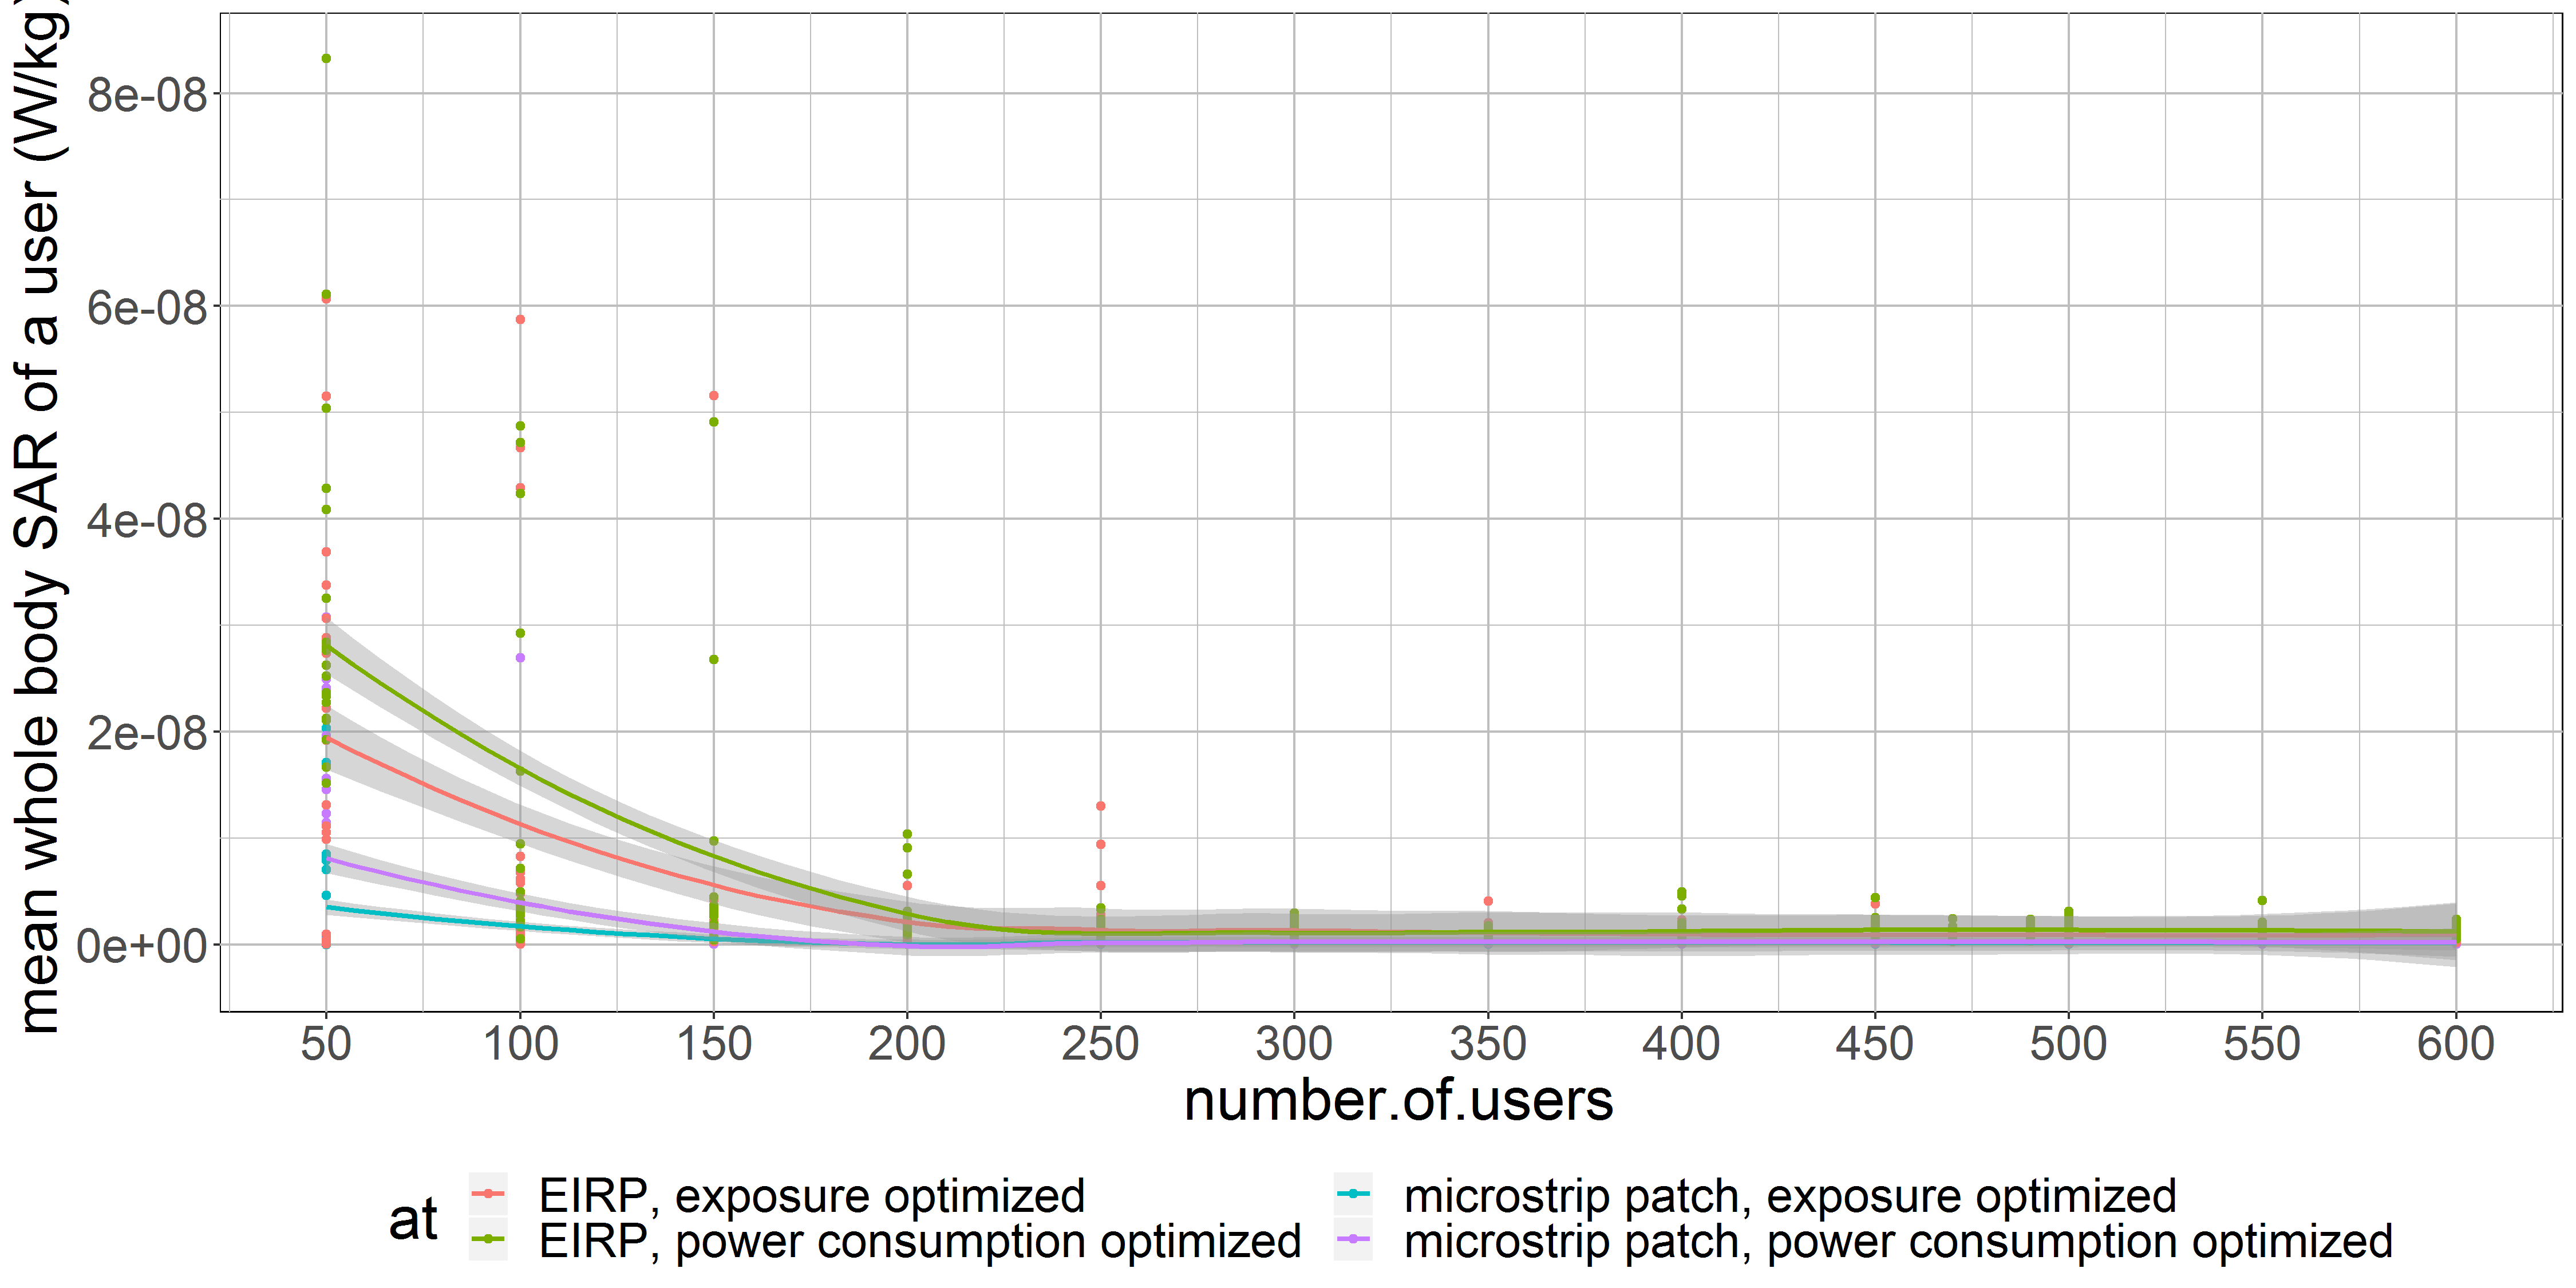 mean whole body SAR of a user (W/kg)
8e-08
6e-08
4e-08
2e-08
0e+00
50 100 150 200 250 300 350 400 450 500 550 600
number.of.users
at
EIRP, exposure optimized
EIRP, power consumption optimized
microstrip patch, exposure optimized
microstrip patch, power consumption optimized